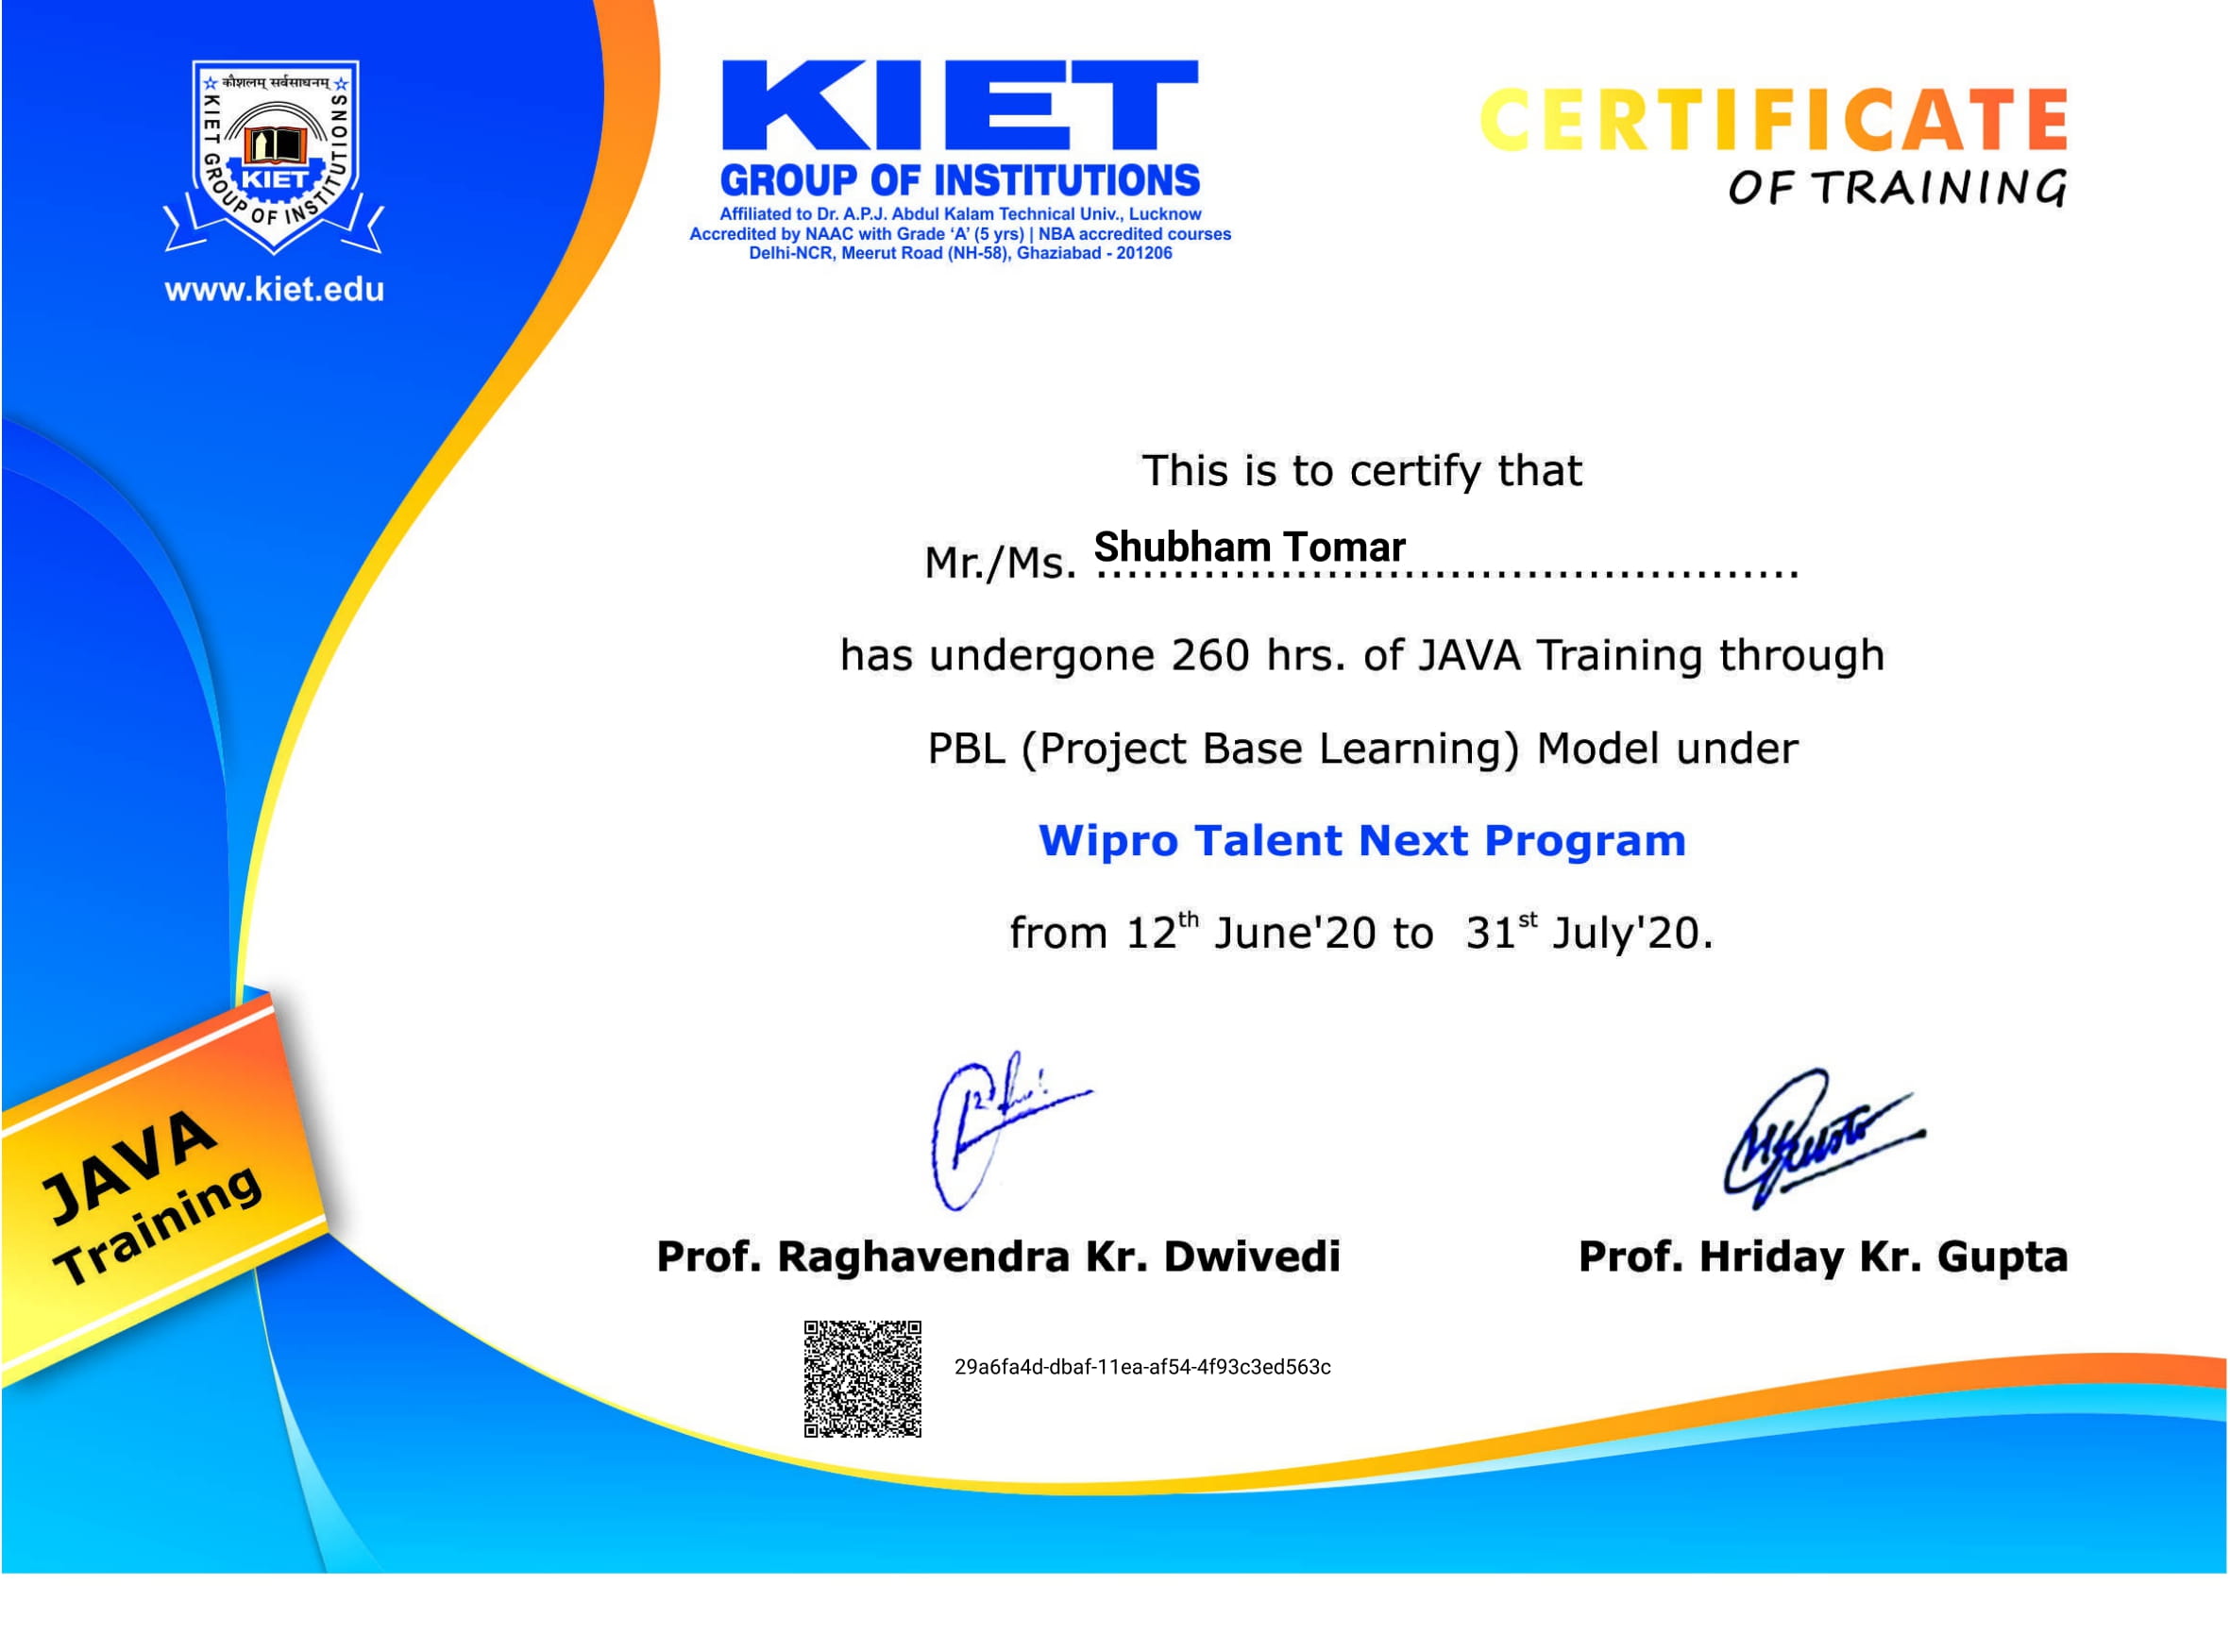 कौशलम् सर्वसाधनम्
KIET GROUP OF INSTITUTIONS
KIET
www.kiet.edu
KIET
GROUP OF INSTITUTIONS
Affiliated to Dr. A.P.J. Abdul Kalam Technical Univ., Lucknow
Accredited by NAAC with Grade ‘A’ (5 yrs) | NBA accredited courses
Delhi-NCR, Meerut Road (NH-58), Ghaziabad - 201206
CERTIFICATE
OF TRAINING
This is to certify that
Mr./Ms. Shubham Tomar
has undergone 260 hrs. of JAVA Training through
PBL (Project Base Learning) Model under
Wipro Talent Next Program
from 12th June'20 to 31st July'20.
JAVA
Training
Prof. Raghavendra Kr. Dwivedi
Prof. Hriday Kr. Gupta
29a6fa4d-dbaf-11ea-af54-4f93c3ed563c